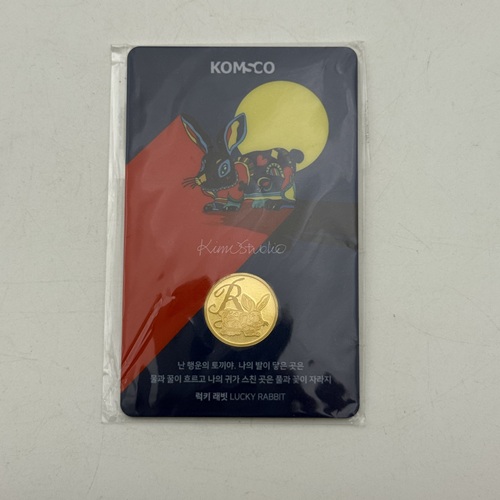 KOMSCO
Kim Studio
R
난 행운의 토끼야. 나의 발이 닿은 곳은
물과 꿀이 흐르고 나의 귀가 스친 곳은 풀과 꽃이 자라지
럭키 래빗 LUCKY RABBIT